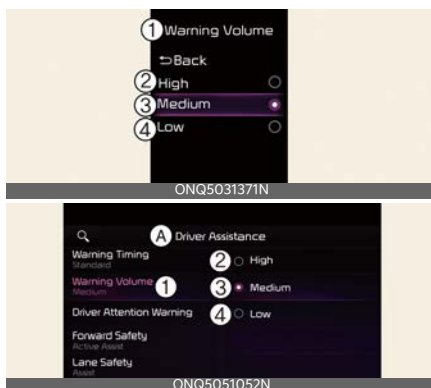 1 Warning Volume
Back
2 High
3 Medium
4 Low
ONQ5031371N
A Driver Assistance
Warning Timing
Standard
2 High
Warning Volume 1
Medium
3 Medium
Driver Attention Warning
4 Low
Forward Safety
Active Assist
Lane Safety
Assist
ONQ5051052N